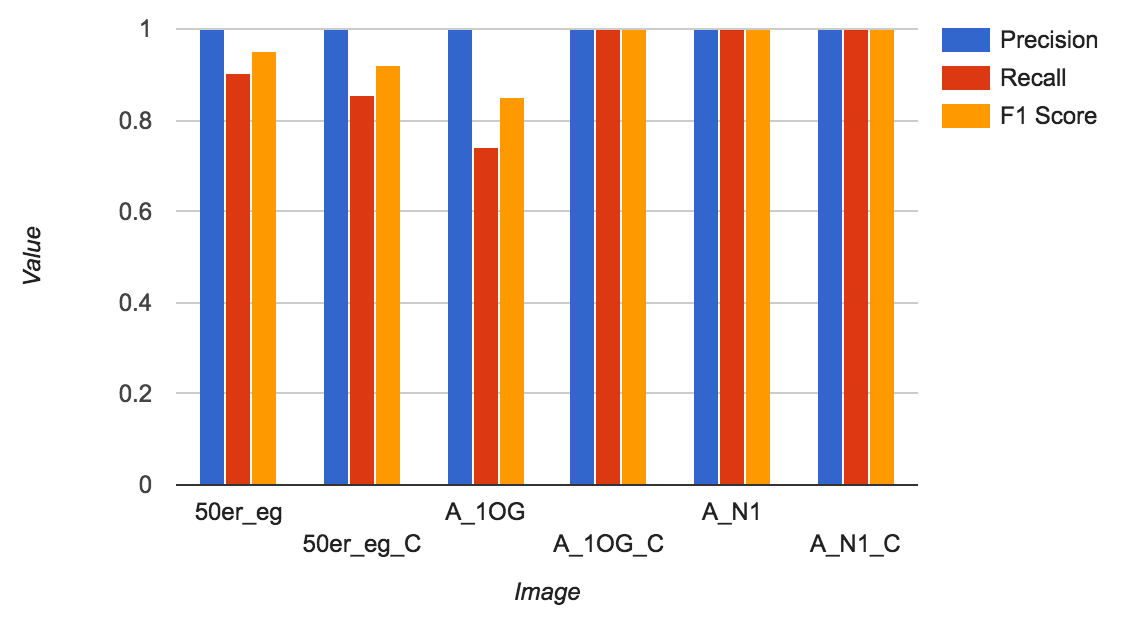 1
0.8
0.6
0.4
0.2
0
Value
50er_eg
50er_eg_C
A_1OG
A_1OG_C
A_N1
A_N1_C
Image
Precision
Recall
F1 Score